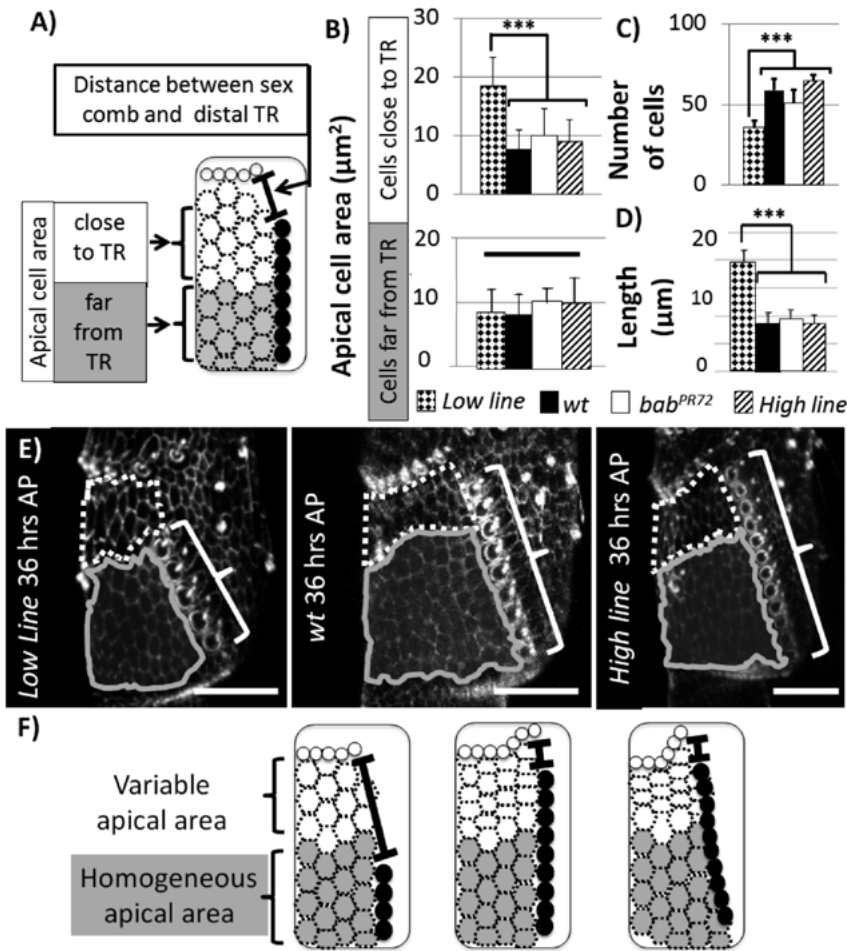 A)
Distance between sex
comb and distal TR
Apical cell area
close
to TR
far
from
TR
B)
Apical cell area (μm²)
Cells close to TR
Cells far from TR
30
20
10
0
***
20
10
0
C)
Number
of cells
100
50
0
***
D)
Length
(μm)
20
10
0
***
Low line
wt
bab^PR72
High line
E)
Low Line 36 hrs AP
wt 36 hrs AP
High line 36 hrs AP
F)
Variable
apical area
Homogeneous
apical area